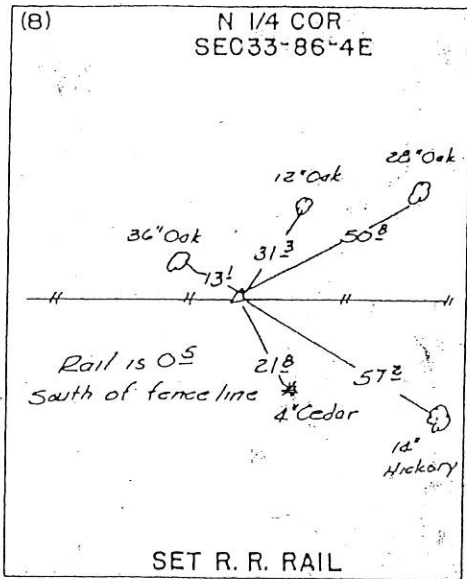 (8)
N 1/4 COR
SEC33-86-4E
28" Oak
12" Oak
36" Oak
50 8
31 3
13 1
Rail is 0 5
South of fence line
21 8
57 2
4" Cedar
14"
Hickory
SET R. R. RAIL